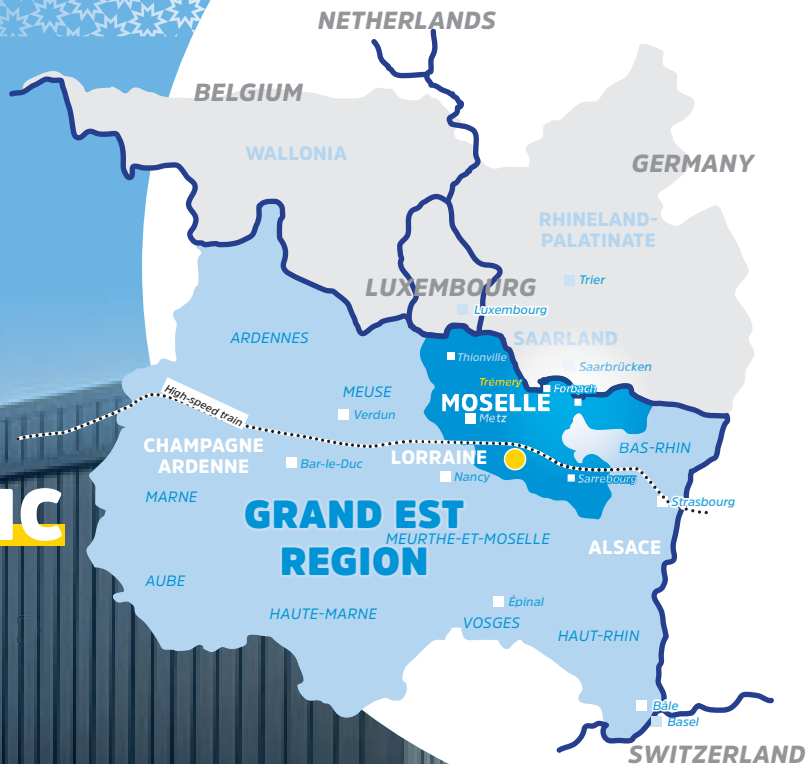 NETHERLANDS
BELGIUM
WALLONIA
GERMANY
RHINELAND-
PALATINATE
Trier
LUXEMBOURG
Luxembourg
SAARLAND
ARDENNES
Thionville
Saarbrücken
Trémery
Forbach
MEUSE
MOSELLE
High-speed train
Verdun
Metz
CHAMPAGNE
ARDENNE
LORRAINE
BAS-RHIN
Bar-le-Duc
Nancy
Sarrebourg
MARNE
IC
Strasbourg
GRAND EST
REGION
MEURTHE-ET-MOSELLE
ALSACE
AUBE
Épinal
HAUTE-MARNE
VOSGES
HAUT-RHIN
Bâle
Basel
SWITZERLAND